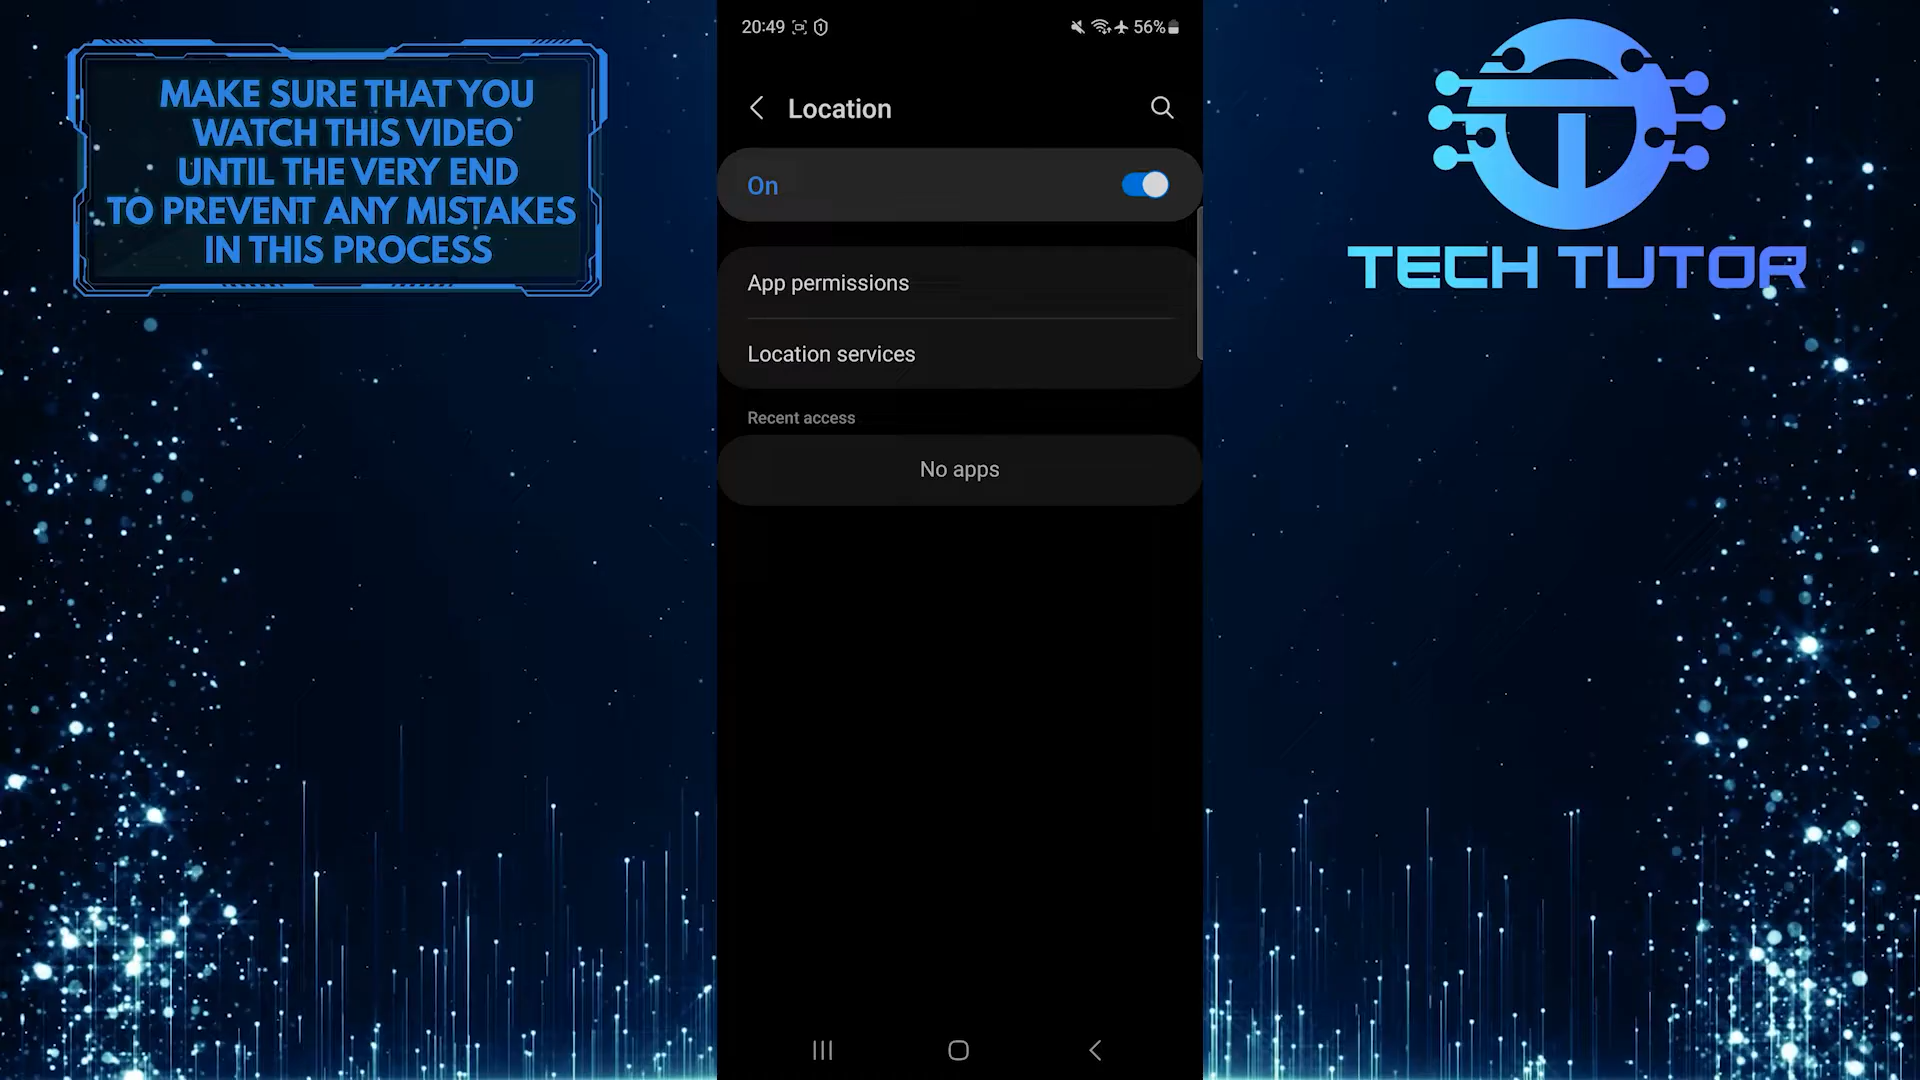 MAKE SURE THAT YOU
WATCH THIS VIDEO
UNTIL THE VERY END
TO PREVENT ANY MISTAKES
IN THIS PROCESS
20:49
56%
Location
On
App permissions
Location services
Recent access
No apps
TECH TUTOR